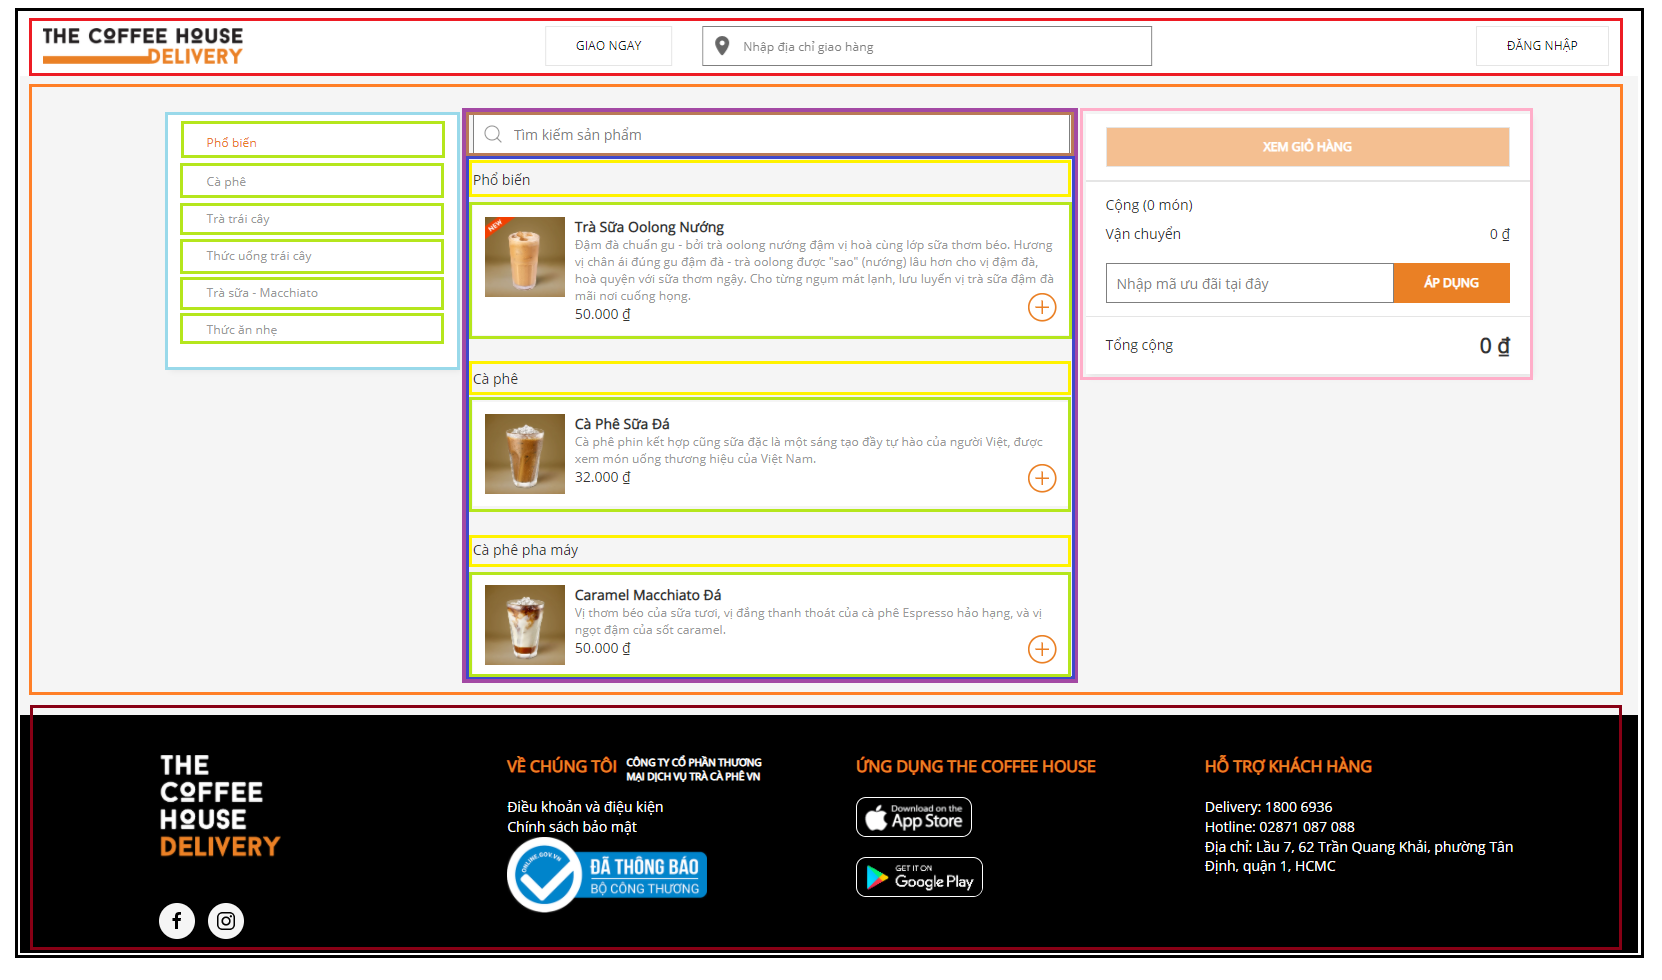 THE COFFEE HOUSE
DELIVERY
GIAO NGAY
Nhập địa chỉ giao hàng
ĐĂNG NHẬP
Phổ biến
Cà phê
Trà trái cây
Thức uống trái cây
Trà sữa - Macchiato
Thức ăn nhẹ
Tìm kiếm sản phẩm
Phổ biến
NEW
Trà Sữa Oolong Nướng
Đậm đà chuẩn gu - bởi trà oolong nướng đậm vị hoà cùng lớp sữa thơm béo. Hương
vị chân ái đúng gu đậm đà - trà oolong được "sao" (nướng) lâu hơn cho vị đậm đà,
hoà quyện với sữa thơm ngậy. Cho từng ngụm mát lạnh, lưu luyến vị trà sữa đậm đà
mãi nơi cuống họng.
50.000 ₫
Cà phê
Cà Phê Sữa Đá
Cà phê phin kết hợp cũng sữa đặc là một sáng tạo đầy tự hào của người Việt, được
xem món uống thương hiệu của Việt Nam.
32.000 ₫
Cà phê pha máy
Caramel Macchiato Đá
Vị thơm béo của sữa tươi, vị đắng thanh thoát của cà phê Espresso hảo hạng, và vị
ngọt đậm của sốt caramel.
50.000 ₫
XEM GIỎ HÀNG
Cộng (0 món)
Vận chuyển 0 ₫
Nhập mã ưu đãi tại đây
ÁP DỤNG
Tổng cộng 0 ₫
THE
COFFEE
HOUSE
DELIVERY
VỀ CHÚNG TÔI
CÔNG TY CỔ PHẦN THƯƠNG
MẠI DỊCH VỤ TRÀ CÀ PHÊ VN
Điều khoản và điệu kiện
Chính sách bảo mật
ONLINE.GOV.VN
ĐÃ THÔNG BÁO
BỘ CÔNG THƯƠNG
ỨNG DỤNG THE COFFEE HOUSE
Download on the
App Store
GET IT ON
Google Play
HỖ TRỢ KHÁCH HÀNG
Delivery: 1800 6936
Hotline: 02871 087 088
Địa chỉ: Lầu 7, 62 Trần Quang Khải, phường Tân
Định, quận 1, HCMC